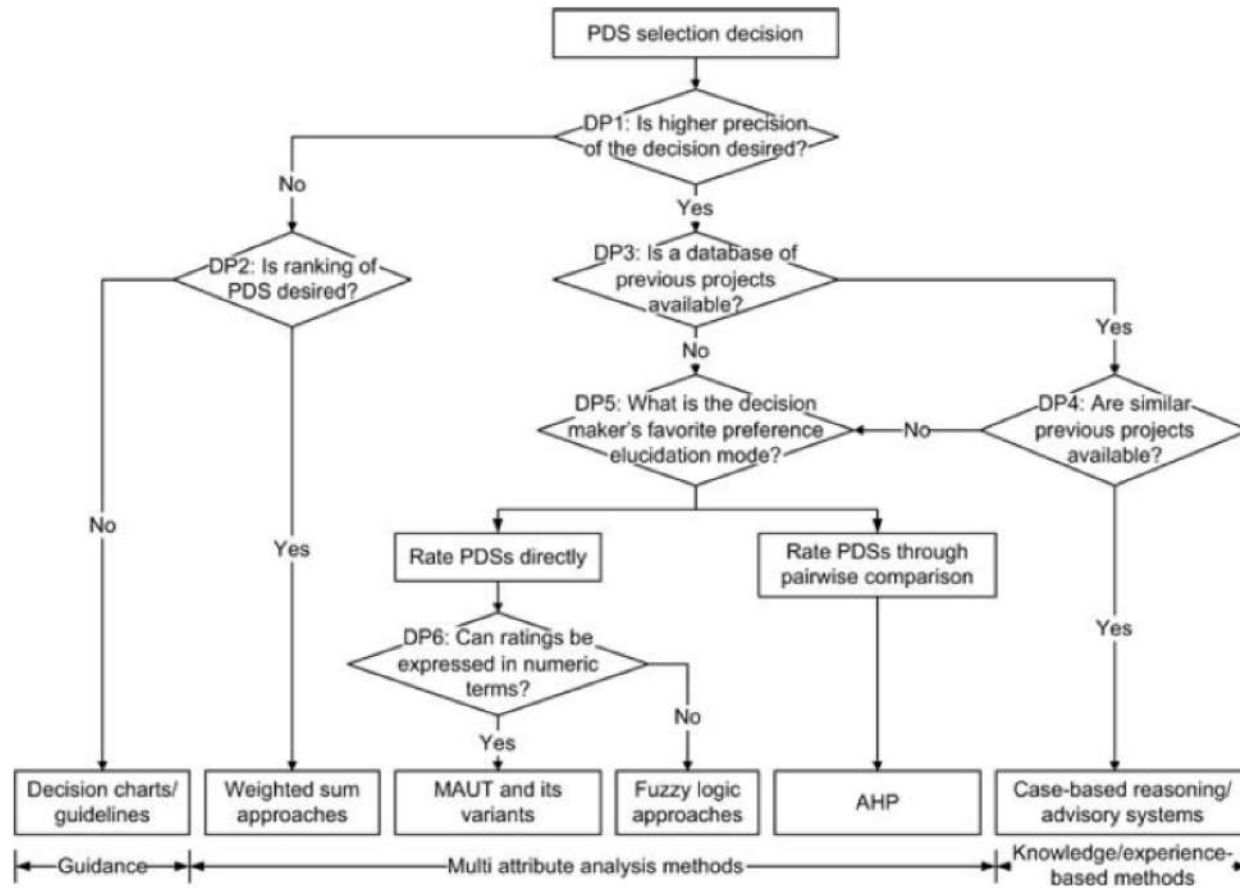 PDS selection decision
DP1: Is higher precision
of the decision desired?
No
Yes
DP2: Is ranking of
PDS desired?
DP3: Is a database of
previous projects
available?
Yes
No
DP5: What is the decision
maker's favorite preference
elucidation mode?
No
DP4: Are similar
previous projects
available?
No
Yes
Rate PDSs directly
Rate PDSs through
pairwise comparison
Yes
DP6: Can ratings be
expressed in numeric
terms?
No
Yes
Decision charts/
guidelines
Weighted sum
approaches
MAUT and its
variants
Fuzzy logic
approaches
AHP
Case-based reasoning/
advisory systems
Guidance
Multi attribute analysis methods
Knowledge/experience-
based methods